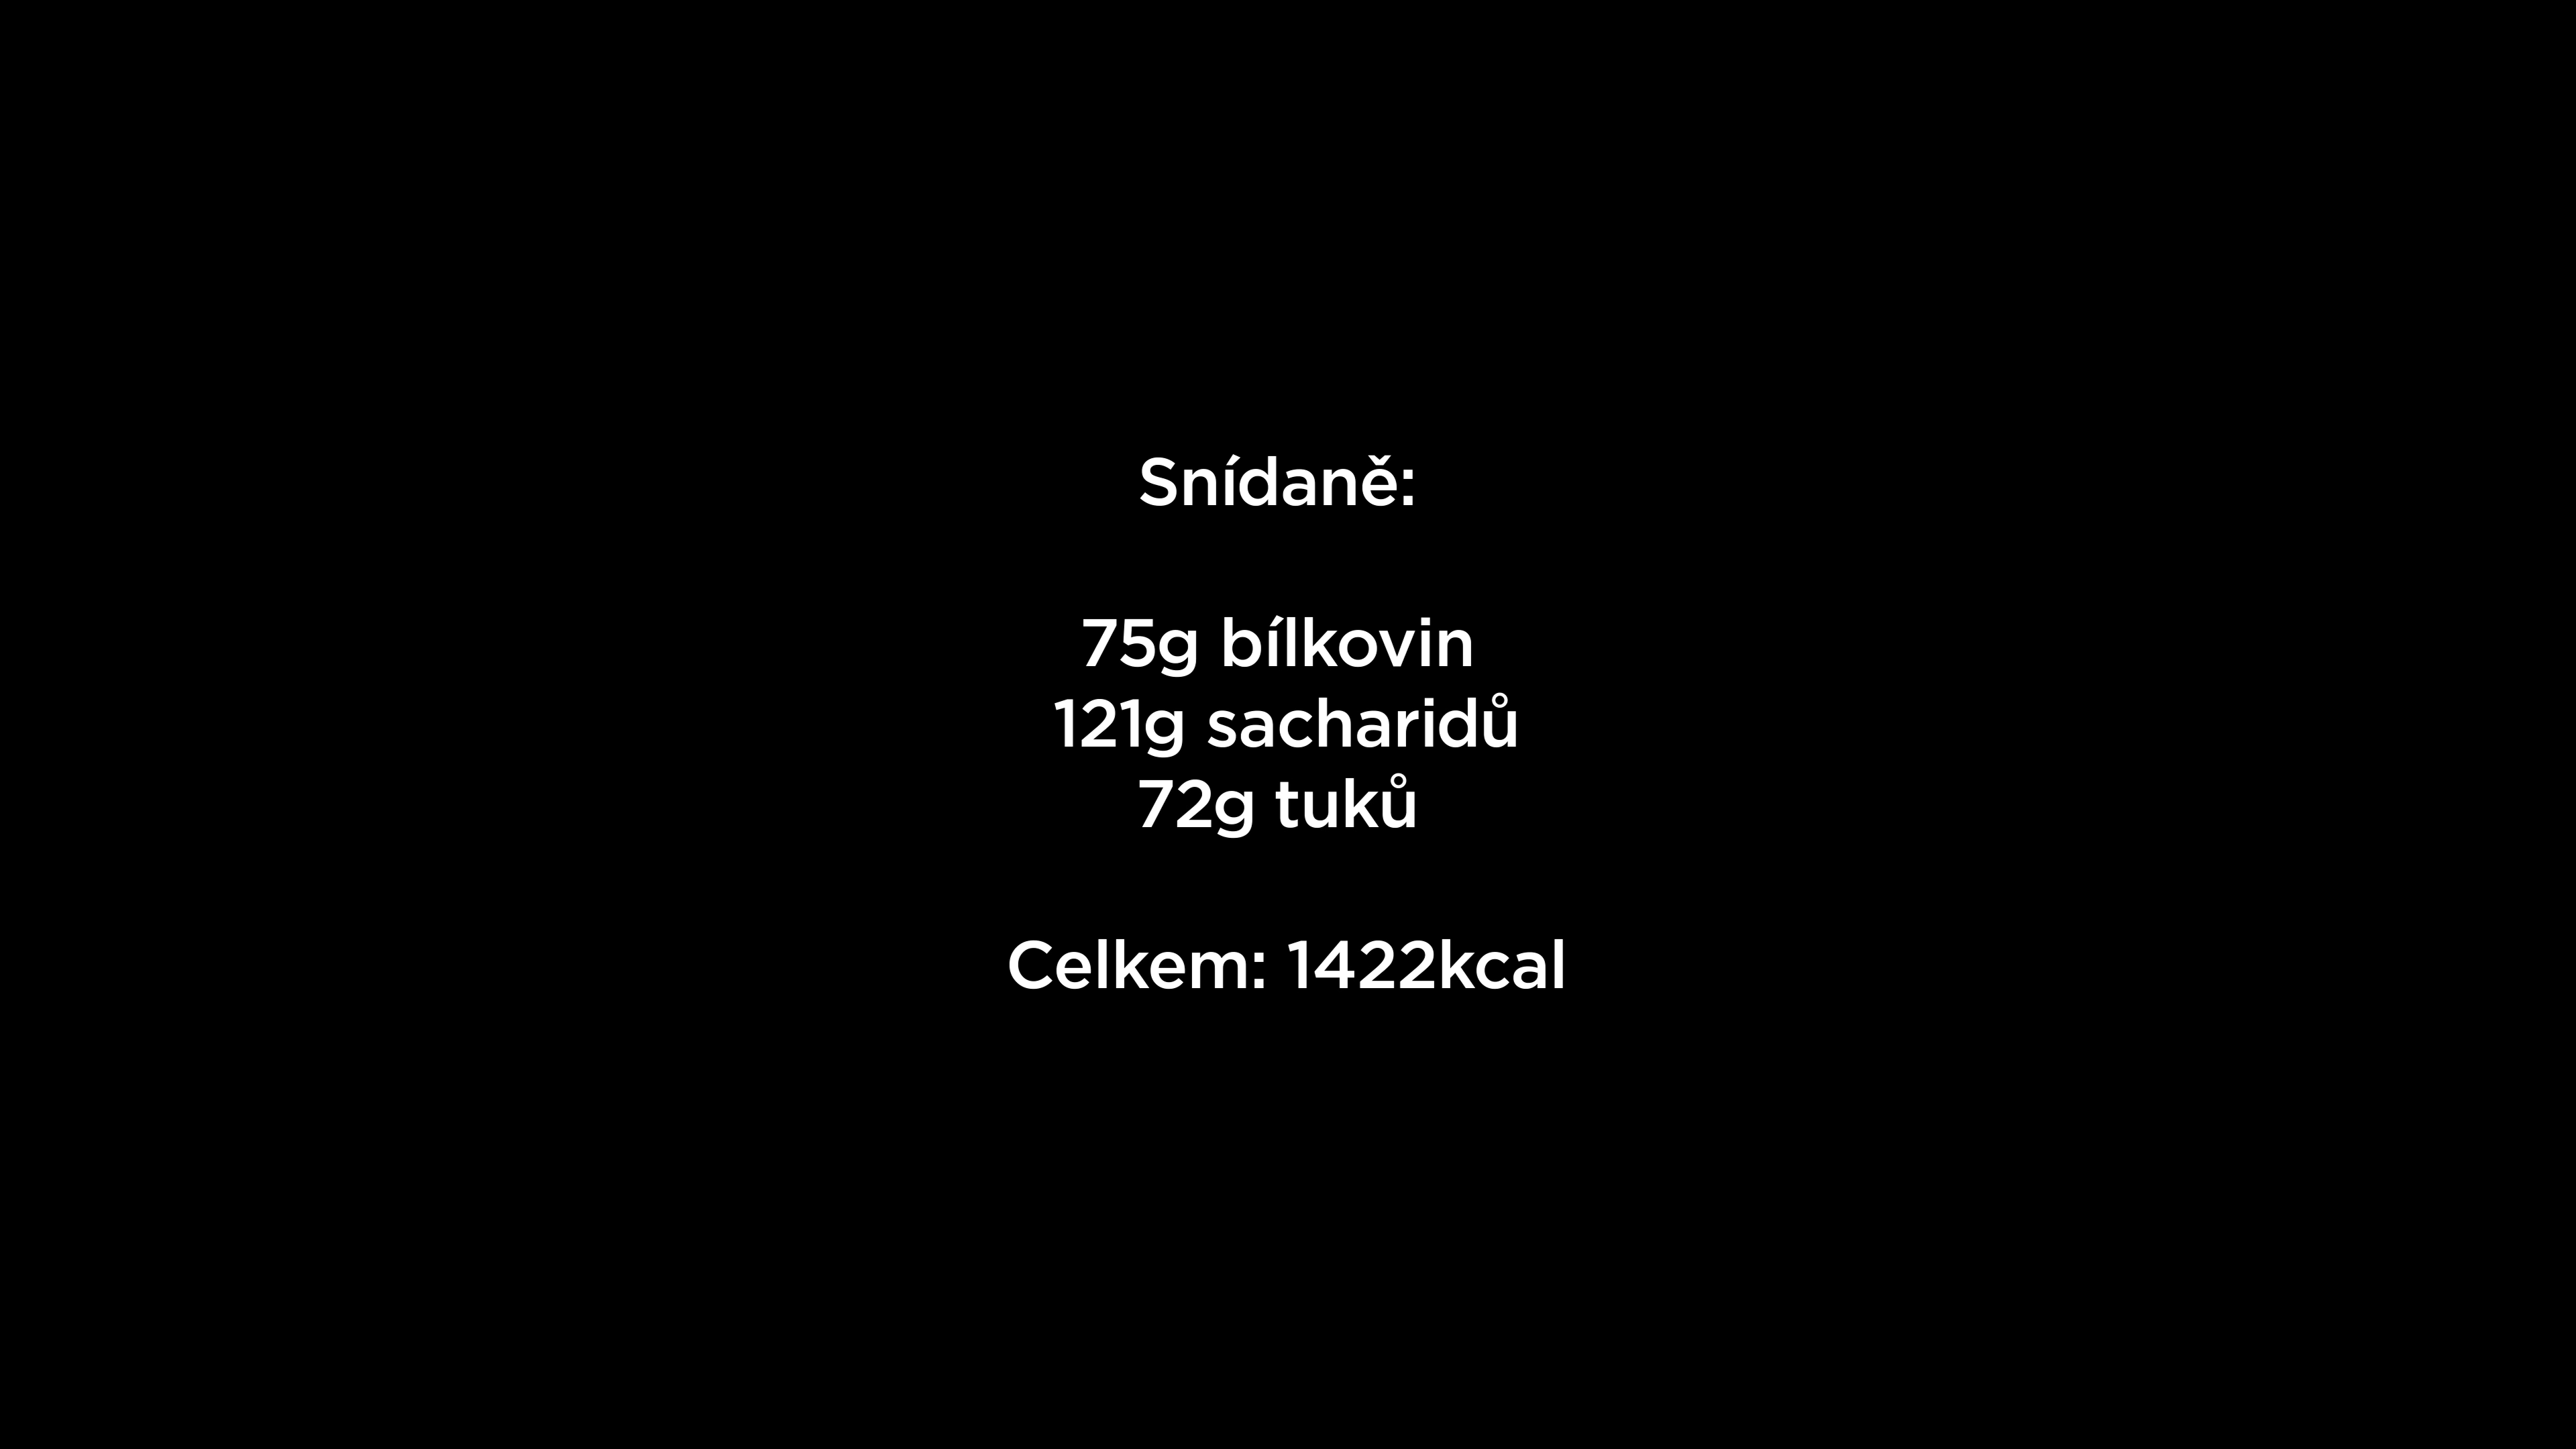 Snídaně:
75g bílkovin
121g sacharidů
72g tuků
Celkem: 1422kcal